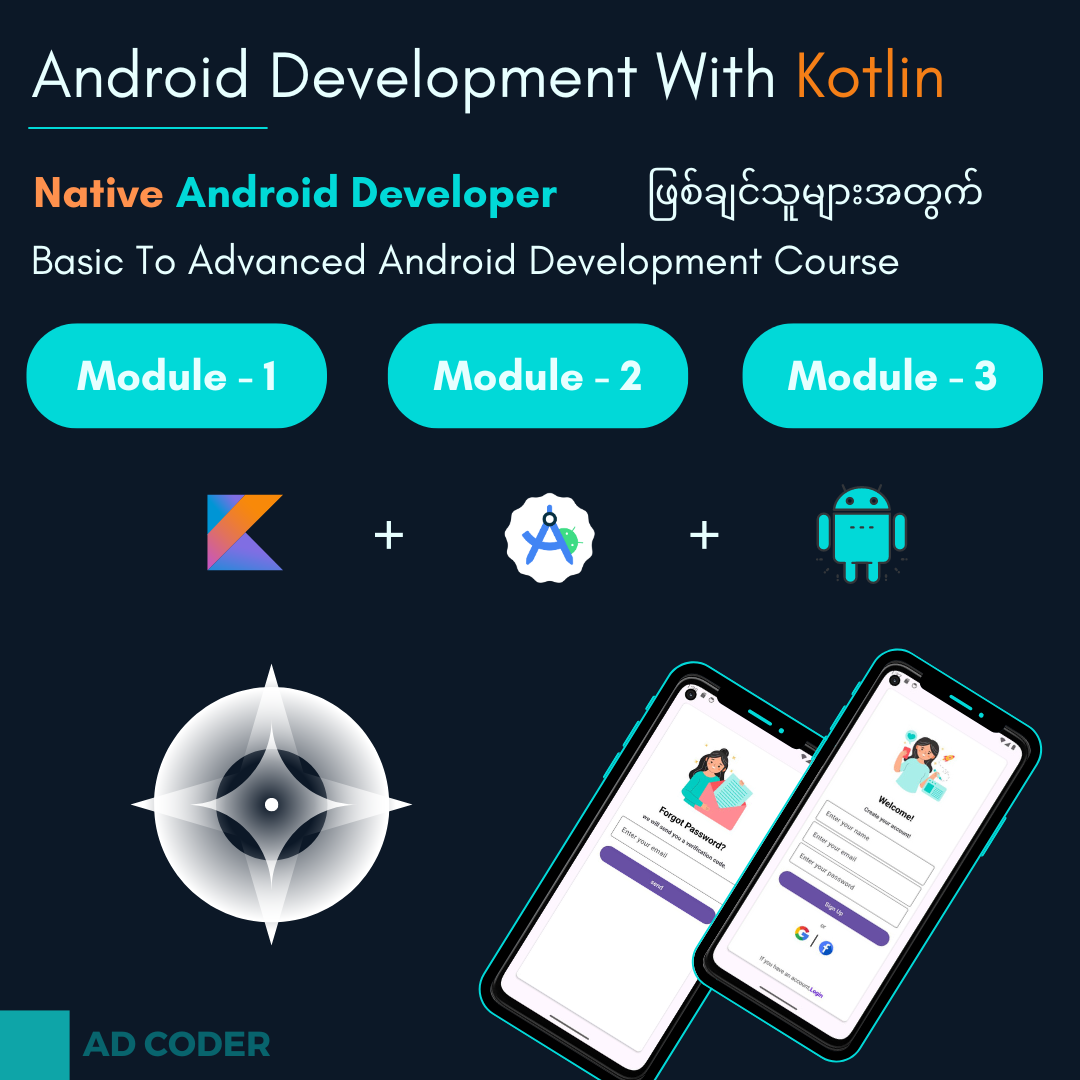 Android Development With Kotlin
Native Android Developer ဖြစ်ချင်သူများအတွက်
Basic To Advanced Android Development Course
Module - 1
Module - 2
Module - 3
+
+
Forgot Password?
we will send you a verification code.
Enter your email
send
Welcome!
Create your account!
Enter your name
Enter your email
Enter your password
Sign Up
or
|
If you have an account,Login
AD CODER